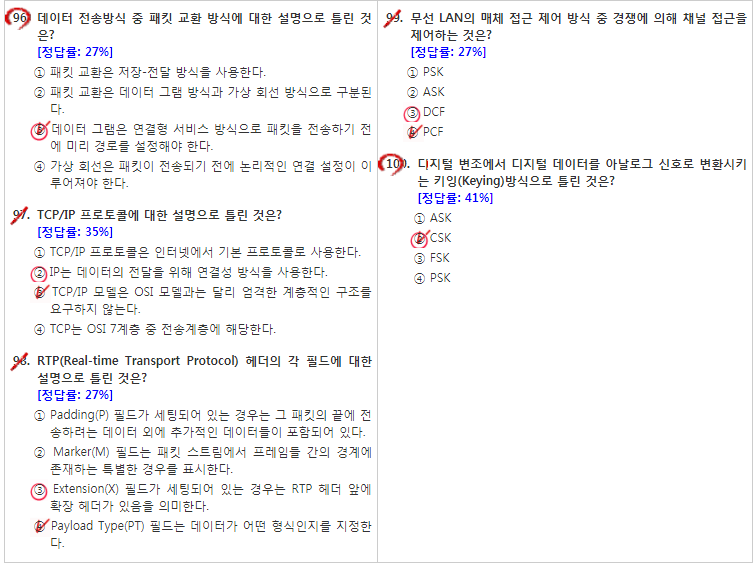 96. 데이터 전송방식 중 패킷 교환 방식에 대한 설명으로 틀린 것
은?
[정답률: 27%]
① 패킷 교환은 저장-전달 방식을 사용한다.
② 패킷 교환은 데이터 그램 방식과 가상 회선 방식으로 구분된
다.
③ 데이터 그램은 연결형 서비스 방식으로 패킷을 전송하기 전
에 미리 경로를 설정해야 한다.
④ 가상 회선은 패킷이 전송되기 전에 논리적인 연결 설정이 이
루어져야 한다.
97. TCP/IP 프로토콜에 대한 설명으로 틀린 것은?
[정답률: 35%]
① TCP/IP 프로토콜은 인터넷에서 기본 프로토콜로 사용한다.
② IP는 데이터의 전달을 위해 연결성 방식을 사용한다.
③ TCP/IP 모델은 OSI 모델과는 달리 엄격한 계층적인 구조를
요구하지 않는다.
④ TCP는 OSI 7계층 중 전송계층에 해당한다.
98. RTP(Real-time Transport Protocol) 헤더의 각 필드에 대한
설명으로 틀린 것은?
[정답률: 27%]
① Padding(P) 필드가 세팅되어 있는 경우는 그 패킷의 끝에 전
송하려는 데이터 외에 추가적인 데이터들이 포함되어 있다.
② Marker(M) 필드는 패킷 스트림에서 프레임들 간의 경계에
존재하는 특별한 경우를 표시한다.
③ Extension(X) 필드가 세팅되어 있는 경우는 RTP 헤더 앞에
확장 헤더가 있음을 의미한다.
④ Payload Type(PT) 필드는 데이터가 어떤 형식인지를 지정한
다.
99. 무선 LAN의 매체 접근 제어 방식 중 경쟁에 의해 채널 접근을
제어하는 것은?
[정답률: 27%]
① PSK
② ASK
③ DCF
④ PCF
100. 디지털 변조에서 디지털 데이터를 아날로그 신호로 변환시키
는 키잉(Keying)방식으로 틀린 것은?
[정답률: 41%]
① ASK
② CSK
③ FSK
④ PSK